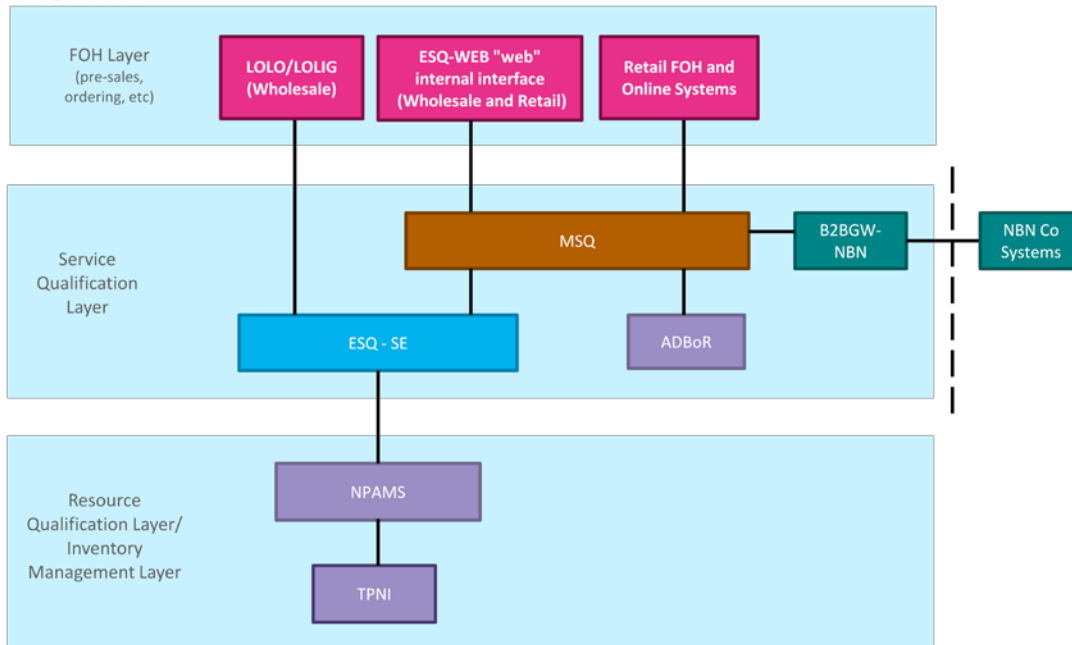 FOH Layer
(pre-sales,
ordering, etc)
LOLO/LOLIG
(Wholesale)
ESQ-WEB "web"
internal interface
(Wholesale and Retail)
Retail FOH and
Online Systems
Service
Qualification
Layer
MSQ
B2BGW-
NBN
NBN Co
Systems
ESQ - SE
ADBoR
Resource
Qualification Layer/
Inventory
Management Layer
NPAMS
TPNI